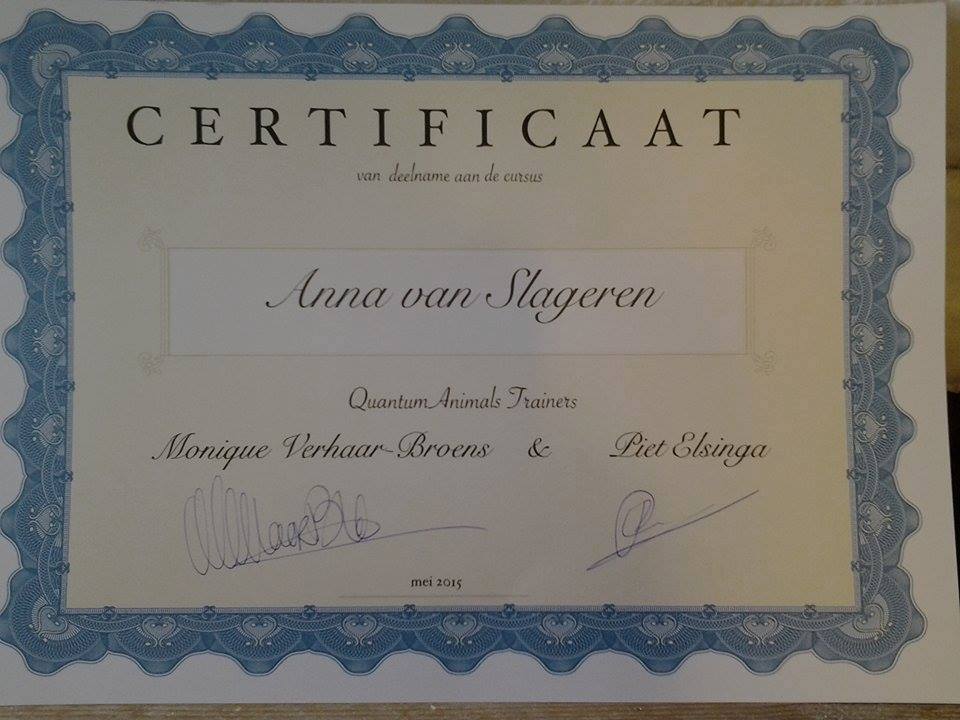 CERTIFICAAT
van deelname aan de cursus
Anna van Slageren
Quantum Animals Trainers
Monique Verhaar-Broens & Piet Elsinga
mei 2015